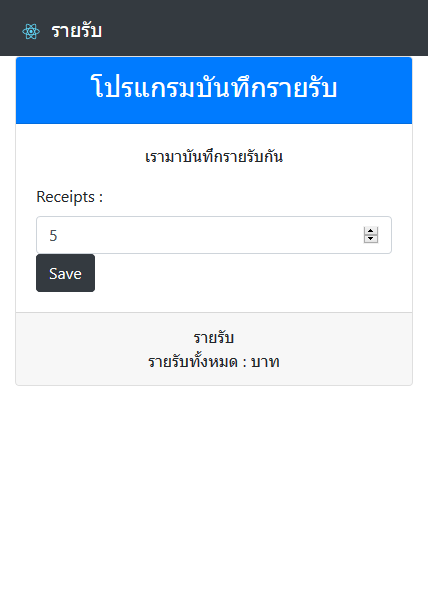 รายรับ
โปรแกรมบันทึกรายรับ
เรามาบันทึกรายรับกัน
Receipts :
5
Save
รายรับ
รายรับทั้งหมด : บาท